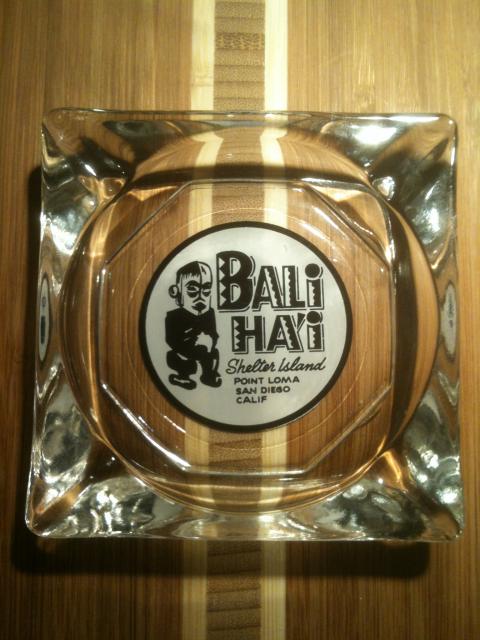 BALi
HA'i
Shelter Island
POINT LOMA
SAN DIEGO
CALIF